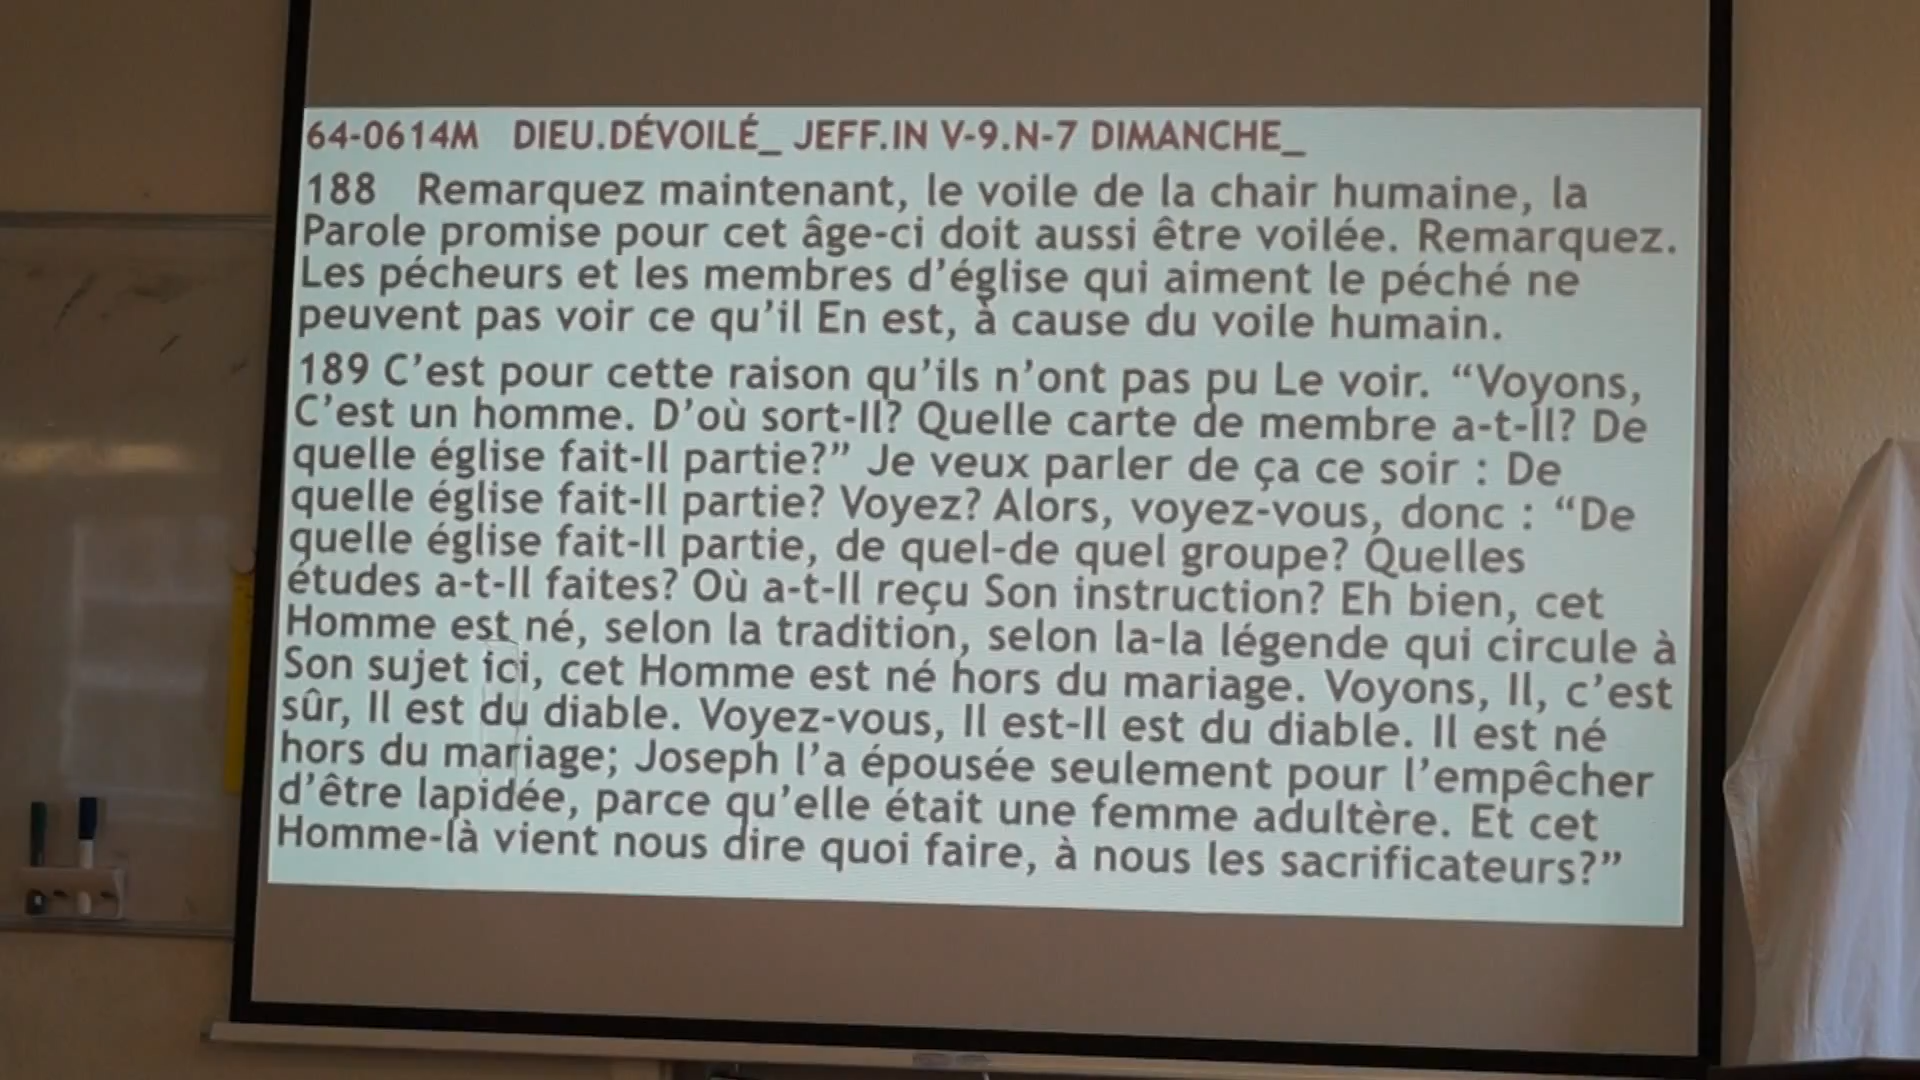 64-0614M DIEU.DÉVOILÉ_ JEFF.IN V-9.N-7 DIMANCHE_
188 Remarquez maintenant, le voile de la chair humaine, la
Parole promise pour cet âge-ci doit aussi être voilée. Remarquez.
Les pécheurs et les membres d’église qui aiment le péché ne
peuvent pas voir ce qu’il En est, à cause du voile humain.
189 C’est pour cette raison qu’ils n’ont pas pu Le voir. “Voyons,
C’est un homme. D’où sort-Il? Quelle carte de membre a-t-Il? De
quelle église fait-Il partie?” Je veux parler de ça ce soir : De
quelle église fait-Il partie? Voyez? Alors, voyez-vous, donc : “De
quelle église fait-Il partie, de quel-de quel groupe? Quelles
études a-t-Il faites? Où a-t-Il reçu Son instruction? Eh bien, cet
Homme est né, selon la tradition, selon la-la légende qui circule à
Son sujet ici, cet Homme est né hors du mariage. Voyons, Il, c’est
sûr, Il est du diable. Voyez-vous, Il est-Il est du diable. Il est né
hors du mariage; Joseph l’a épousée seulement pour l’empêcher
d’être lapidée, parce qu’elle était une femme adultère. Et cet
Homme-là vient nous dire quoi faire, à nous les sacrificateurs?”